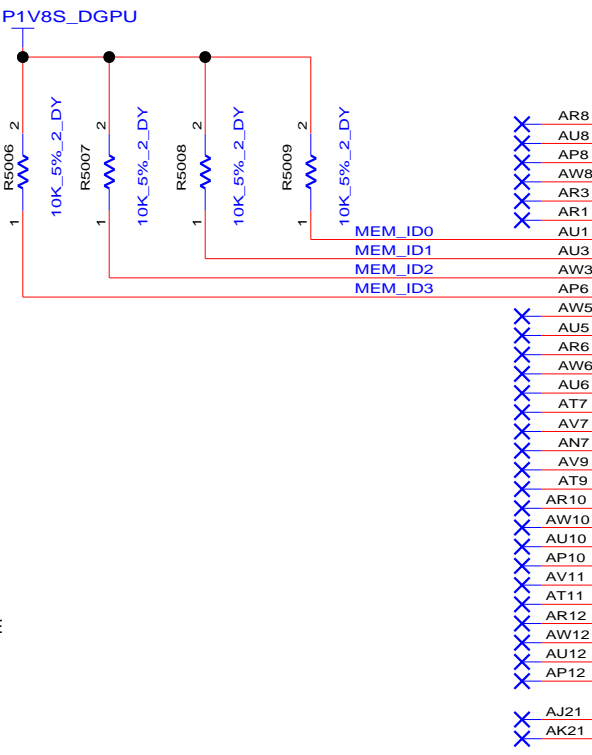 P1V8S_DGPU
2
R5006
1
10K_5%_2_DY
2
R5007
1
10K_5%_2_DY
2
R5008
1
10K_5%_2_DY
2
R5009
1
10K_5%_2_DY
AR8
AU8
AP8
AW8
AR3
AR1
MEM_ID0 AU1
MEM_ID1 AU3
MEM_ID2 AW3
MEM_ID3 AP6
AW5
AU5
AR6
AW6
AU6
AT7
AV7
AN7
AV9
AT9
AR10
AW10
AU10
AP10
AV11
AT11
AR12
AW12
AU12
AP12
AJ21
AK21